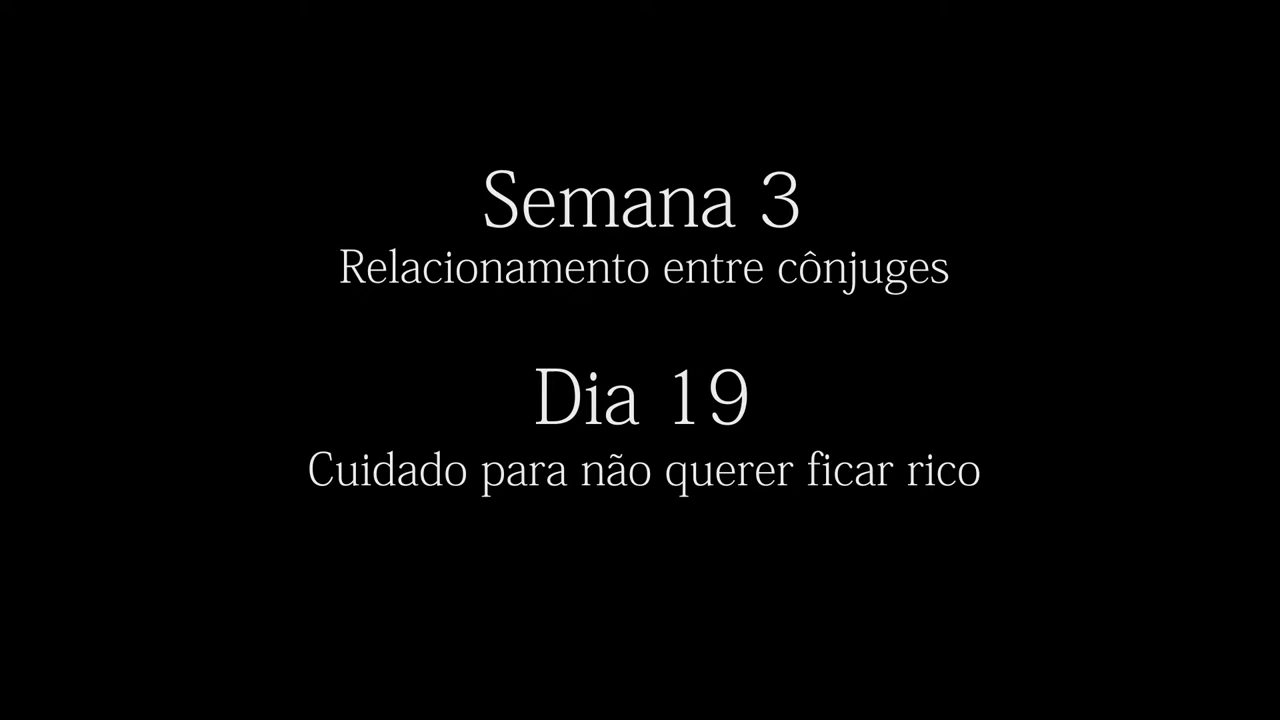 Semana 3
Relacionamento entre cônjuges
Dia 19
Cuidado para não querer ficar rico